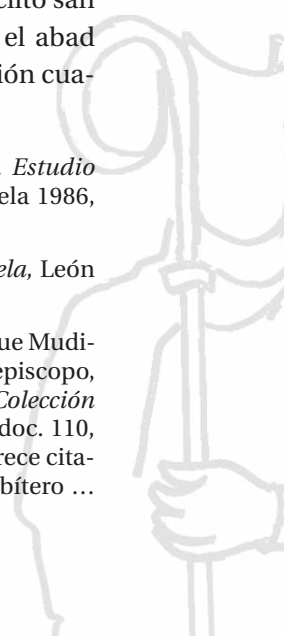 crito san
el abad
ión cua-
Estudio
ela 1986,
ela, León
ue Mudi-
episcopo,
Colección
doc. 110,
rece cita-
bítero ...